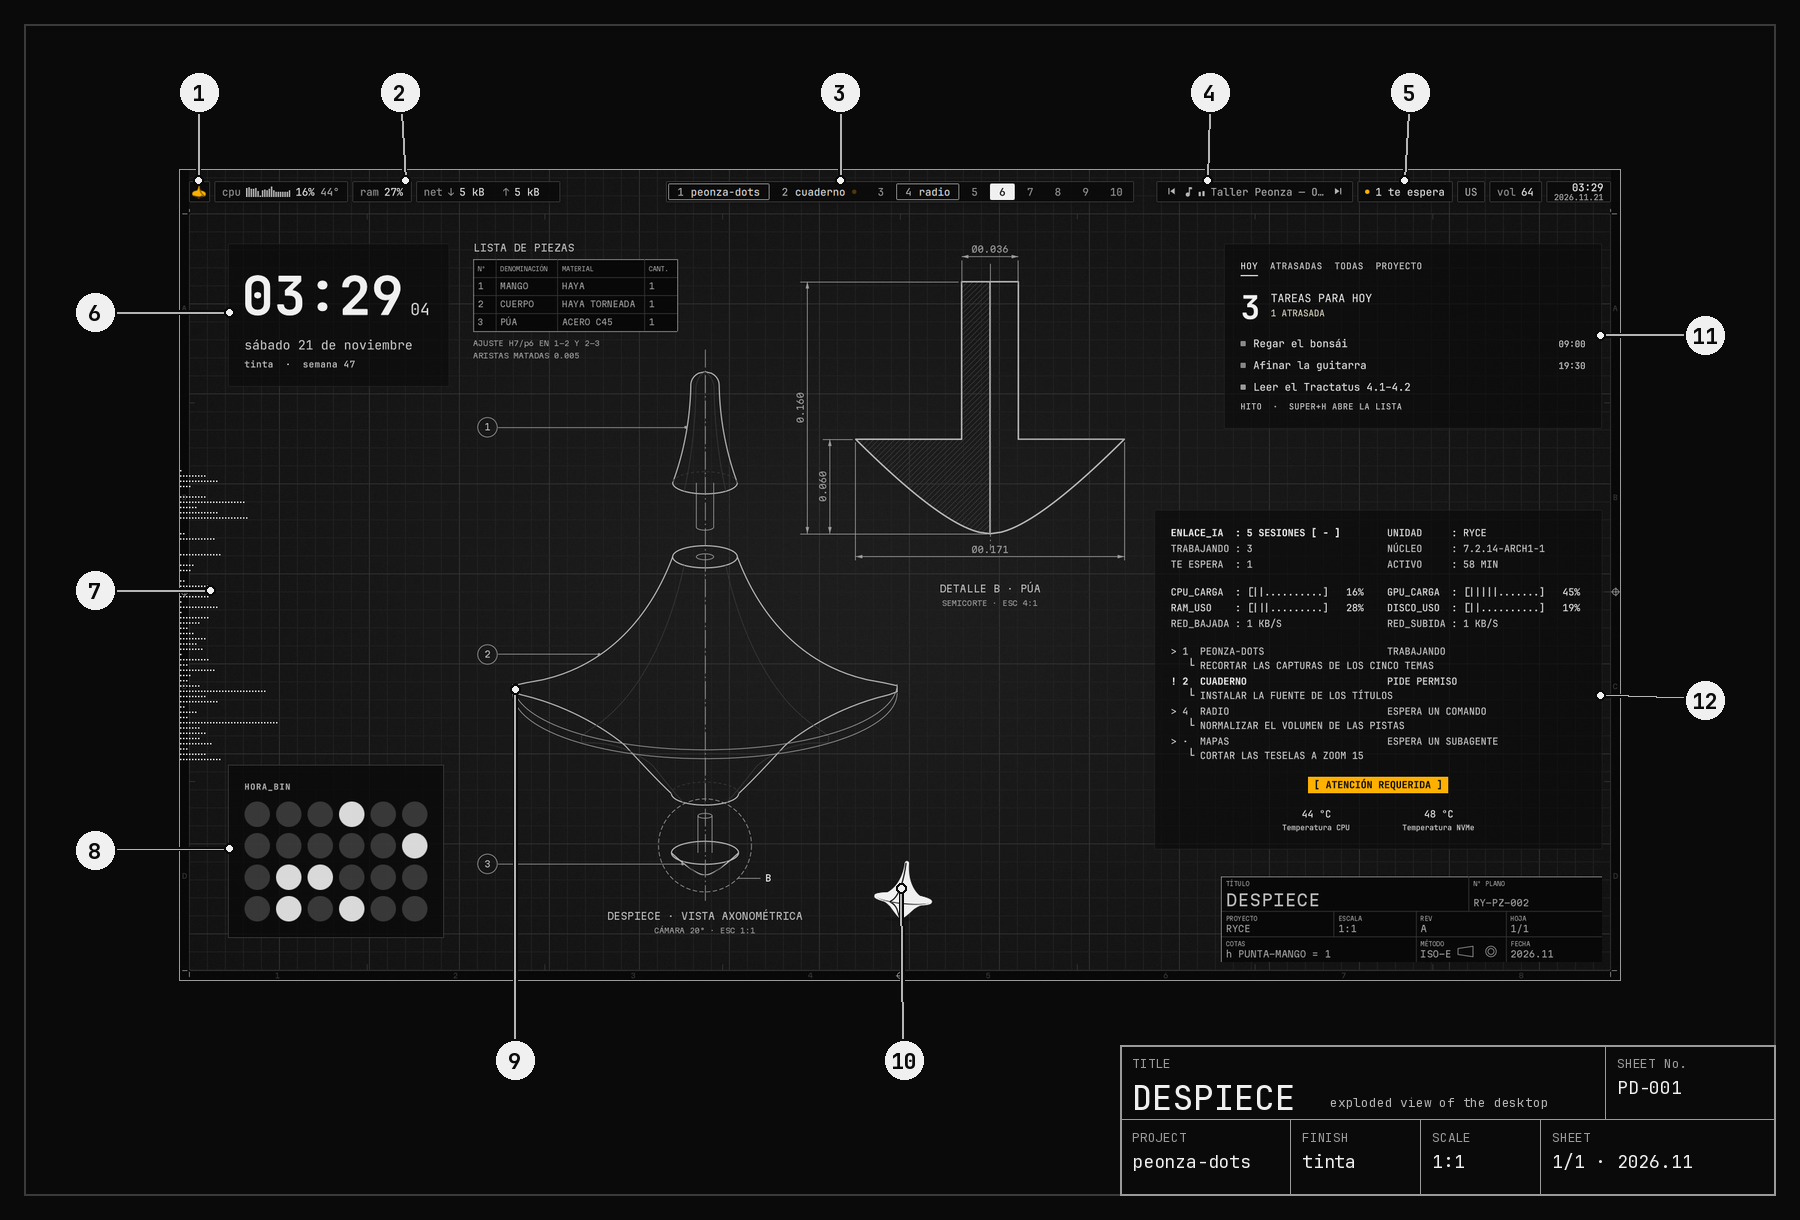 1
2
3
4
5
cpu 16% 44°
ram 27%
net ↓ 5 kB ↑ 5 kB
1 peonza-dots 2 cuaderno 3 4 radio 5 6 7 8 9 10
Taller Peonza — O…
1 te espera
US
vol 64
03:29
2026.11.21
6
03:29 04
sábado 21 de noviembre
tinta · semana 47
LISTA DE PIEZAS
Nº DENOMINACIÓN MATERIAL CANT.
1 MANGO HAYA 1
2 CUERPO HAYA TORNEADA 1
3 PÚA ACERO C45 1
AJUSTE H7/p6 EN 1-2 Y 2-3
ARISTAS MATADAS 0.005
Ø0.036
0.160
0.060
Ø0.171
DETALLE B · PÚA
SEMICORTE · ESC 4:1
HOY ATRASADAS TODAS PROYECTO
3 TAREAS PARA HOY
1 ATRASADA
Regar el bonsái 09:00
Afinar la guitarra 19:30
Leer el Tractatus 4.1-4.2
HITO · SUPER+H ABRE LA LISTA
11
1
2
3
B
7
ENLACE_IA : 5 SESIONES [ - ] UNIDAD : RYCE
TRABAJANDO : 3 NÚCLEO : 7.2.14-ARCH1-1
TE ESPERA : 1 ACTIVO : 58 MIN
CPU_CARGA : [||..........] 16% GPU_CARGA : [|||||.......] 45%
RAM_USO : [|||.........] 28% DISCO_USO : [||..........] 19%
RED_BAJADA : 1 KB/S RED_SUBIDA : 1 KB/S
> 1 PEONZA-DOTS TRABAJANDO
└ RECORTAR LAS CAPTURAS DE LOS CINCO TEMAS
! 2 CUADERNO PIDE PERMISO
└ INSTALAR LA FUENTE DE LOS TÍTULOS
> 4 RADIO ESPERA UN COMANDO
└ NORMALIZAR EL VOLUMEN DE LAS PISTAS
> · MAPAS ESPERA UN SUBAGENTE
└ CORTAR LAS TESELAS A ZOOM 15
[ ATENCIÓN REQUERIDA ]
44 °C 48 °C
Temperatura CPU Temperatura NVMe
12
8
HORA_BIN
DESPIECE · VISTA AXONOMÉTRICA
CÁMARA 20° · ESC 1:1
TÍTULO Nº PLANO
DESPIECE RY-PZ-002
PROYECTO ESCALA REV HOJA
RYCE 1:1 A 1/1
COTAS MÉTODO FECHA
h PUNTA-MANGO = 1 ISO-E 2026.11
A
B
C
D
A
D
1 2 3 4 5 6 7 8
9
10
TITLE SHEET No.
DESPIECE exploded view of the desktop PD-001
PROJECT FINISH SCALE SHEET
peonza-dots tinta 1:1 1/1 · 2026.11